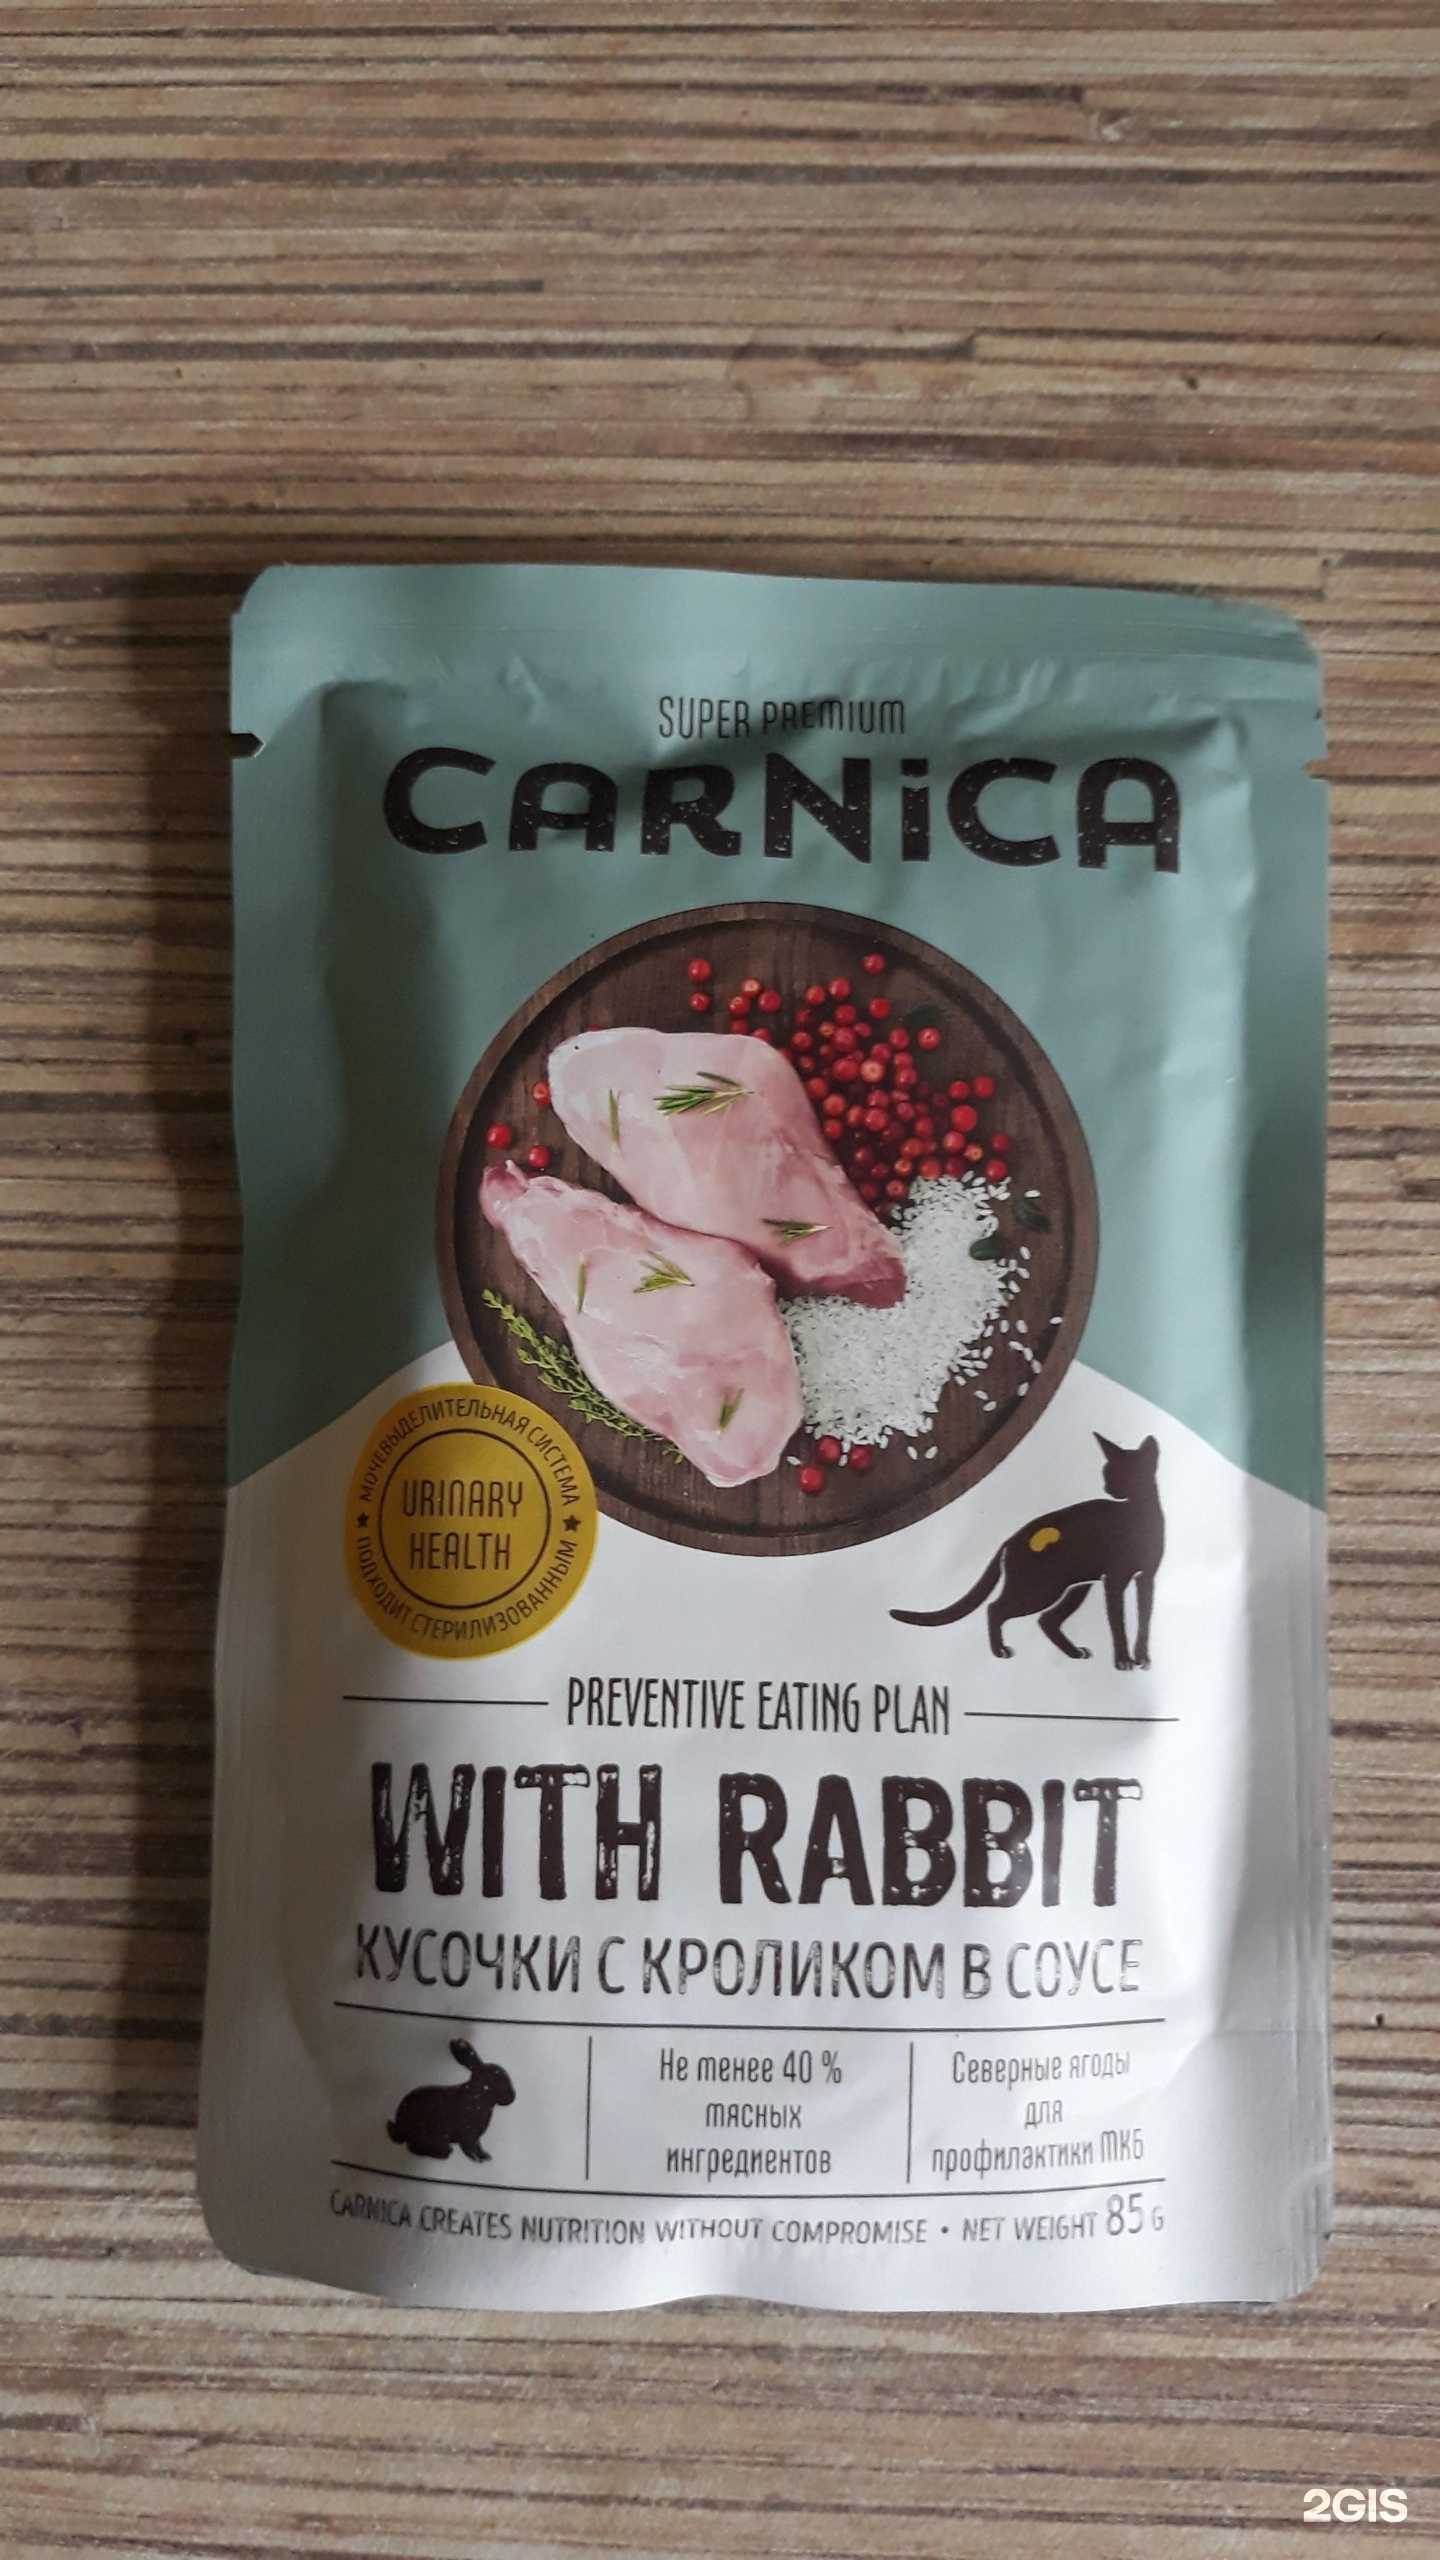 SUPER PREMIUM
CARNiCA
МОЧЕВЫДЕЛИТЕЛЬНАЯ СИСТЕМА
URINARY
HEALTH
ПОДХОДИТ СТЕРИЛИЗОВАННЫМ
PREVENTIVE EATING PLAN
WITH RABBIT
КУСОЧКИ С КРОЛИКОМ В СОУСЕ
Не менее 40 %
мясных
ингредиентов
Северные ягоды
для
профилактики МКБ
CARNICA CREATES NUTRITION WITHOUT COMPROMISE • NET WEIGHT 85 G
2GIS